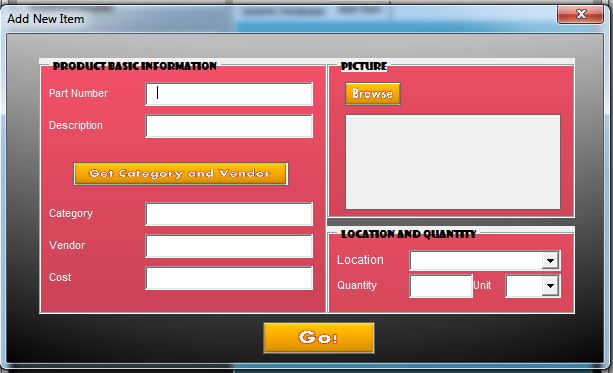 Add New Item
PRODUCT BASIC INFORMATION
Part Number
Description
Get Category and Vendor
Category
Vendor
Cost
PICTURE
Browse
LOCATION AND QUANTITY
Location
Quantity
Unit
Go!